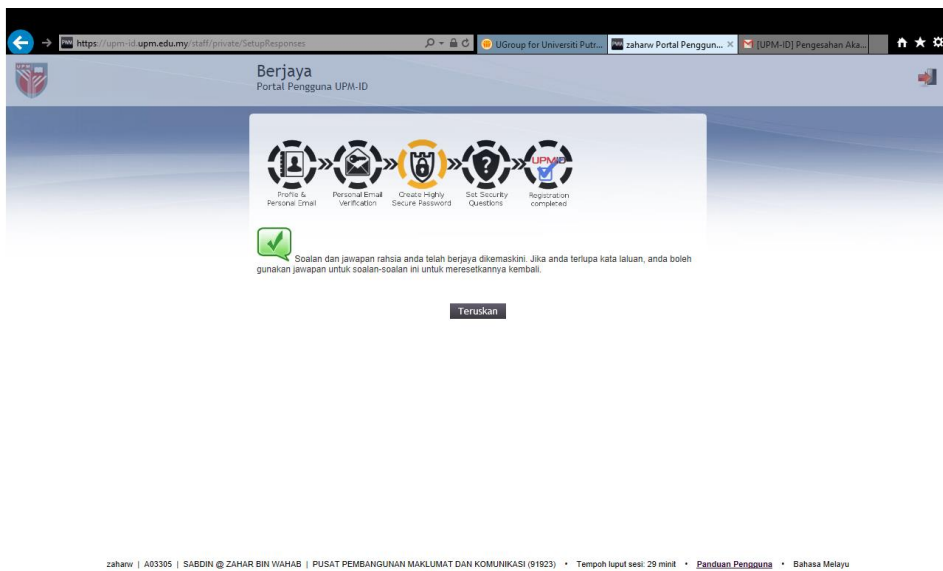 https://upm-id.upm.edu.my/staff/private/SetupResponses
UGroup for Universiti Putr...
zaharw Portal Penggun...
[UPM-ID] Pengesahan Aka...
Berjaya
Portal Pengguna UPM-ID
UPMID
Profile &
Personal Email
Personal Email
Verification
Create Highly
Secure Password
Set Security
Questions
Registration
completed
Soalan dan jawapan rahsia anda telah berjaya dikemaskini. Jika anda terlupa kata laluan, anda boleh
gunakan jawapan untuk soalan-soalan ini untuk meresetkannya kembali.
Teruskan
zaharw | A03305 | SABDIN @ ZAHAR BIN WAHAB | PUSAT PEMBANGUNAN MAKLUMAT DAN KOMUNIKASI (91923) • Tempoh luput sesi: 29 minit • Panduan Pengguna • Bahasa Melayu